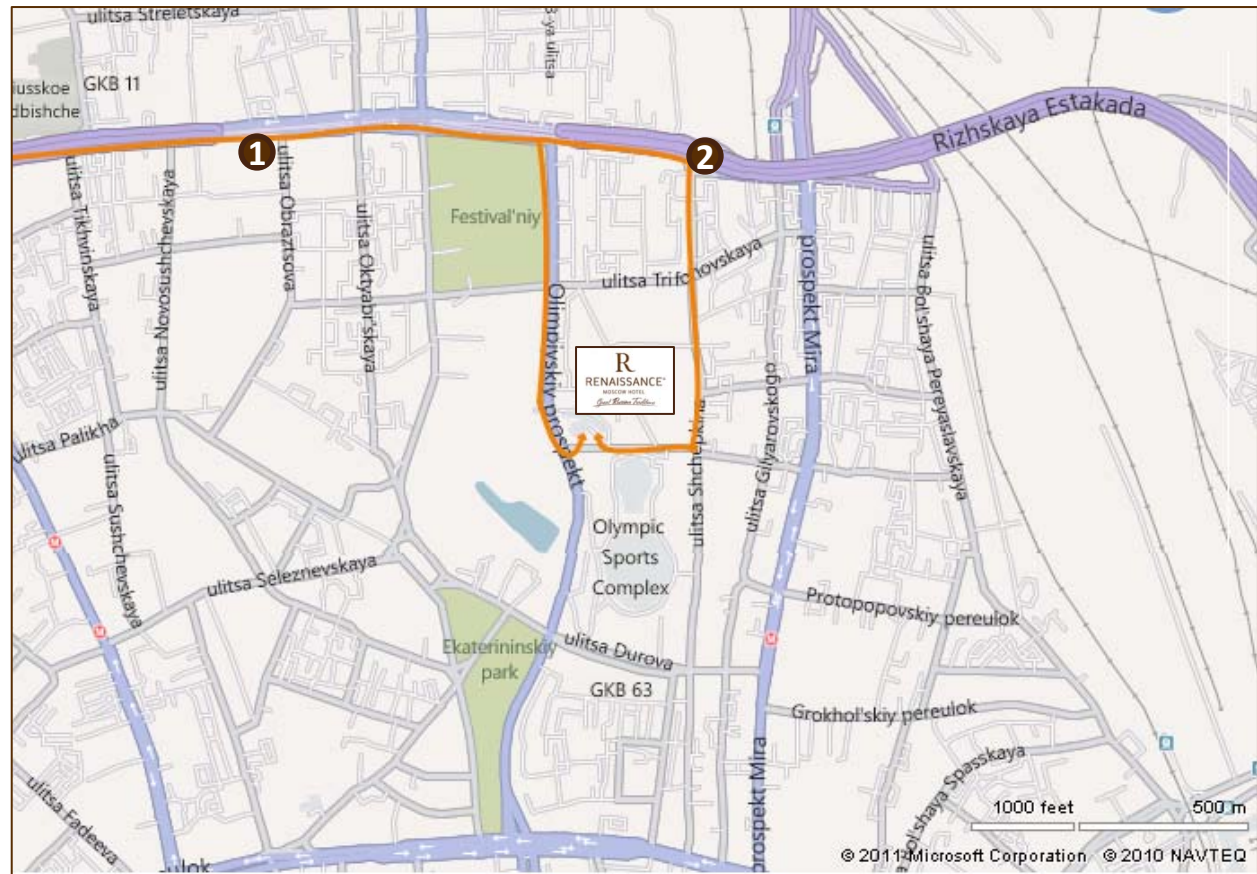 ulitsa Streletskaya
3-ya ulitsa
GKB 11
iusskoe
dbishche
Rizhskaya Estakada
1
2
ulitsa Tikhvinskaya
ulitsa Novosushchevskaya
ulitsa Obraztsova
ulitsa Oktyabr'skaya
Festival'niy
ulitsa Trifonovskaya
prospekt Mira
ulitsa Bol'shaya Pereyaslavskaya
Olimpivskiy prospekt
R
RENAISSANCE
MOSCOW HOTEL
ulitsa Palikha
ulitsa Sushchevskaya
ulitsa Shchepkina
ulitsa Gilyarovskogo
Olympic
Sports
Complex
M
ulitsa Seleznevskaya
Protopopovskiy pereulok
M
M
Ekaterininskiy
park
ulitsa Durova
GKB 63
Grokhol'skiy pereulok
prospekt Mira
Bol'shaya Spasskaya
ulitsa Fadeeva
ulok
1000 feet
500 m
© 2011 Microsoft Corporation © 2010 NAVTEQ